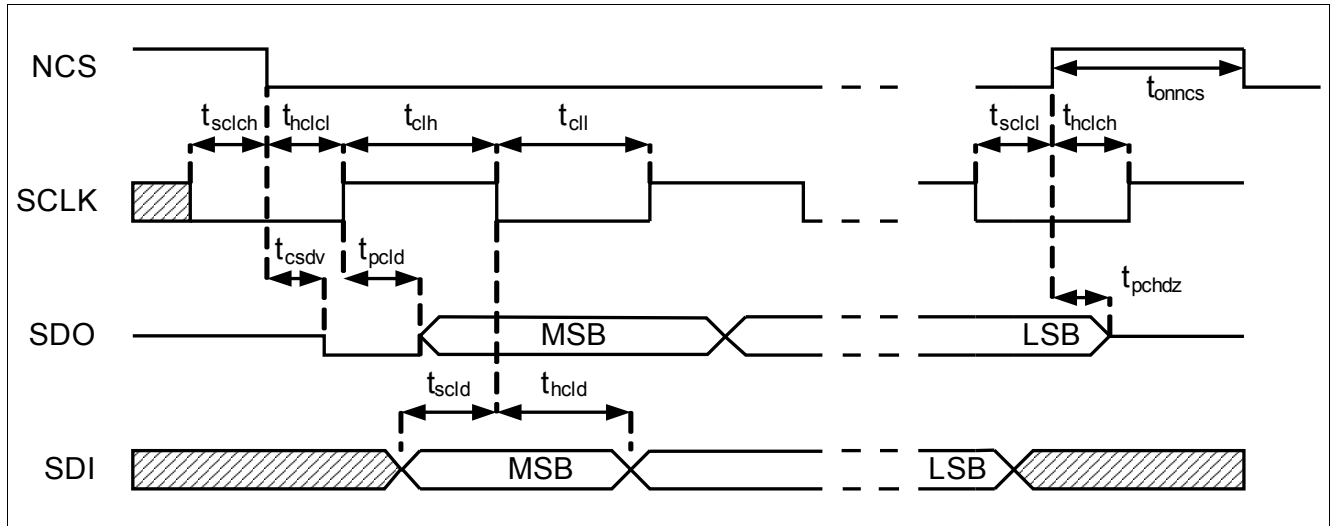 NCS
t_onncs
t_sclch t_hclcl t_clh t_cll t_sclcl t_hclch
SCLK
t_csdv t_pcld t_pchdz
SDO MSB LSB
t_scld t_hcld
SDI MSB LSB